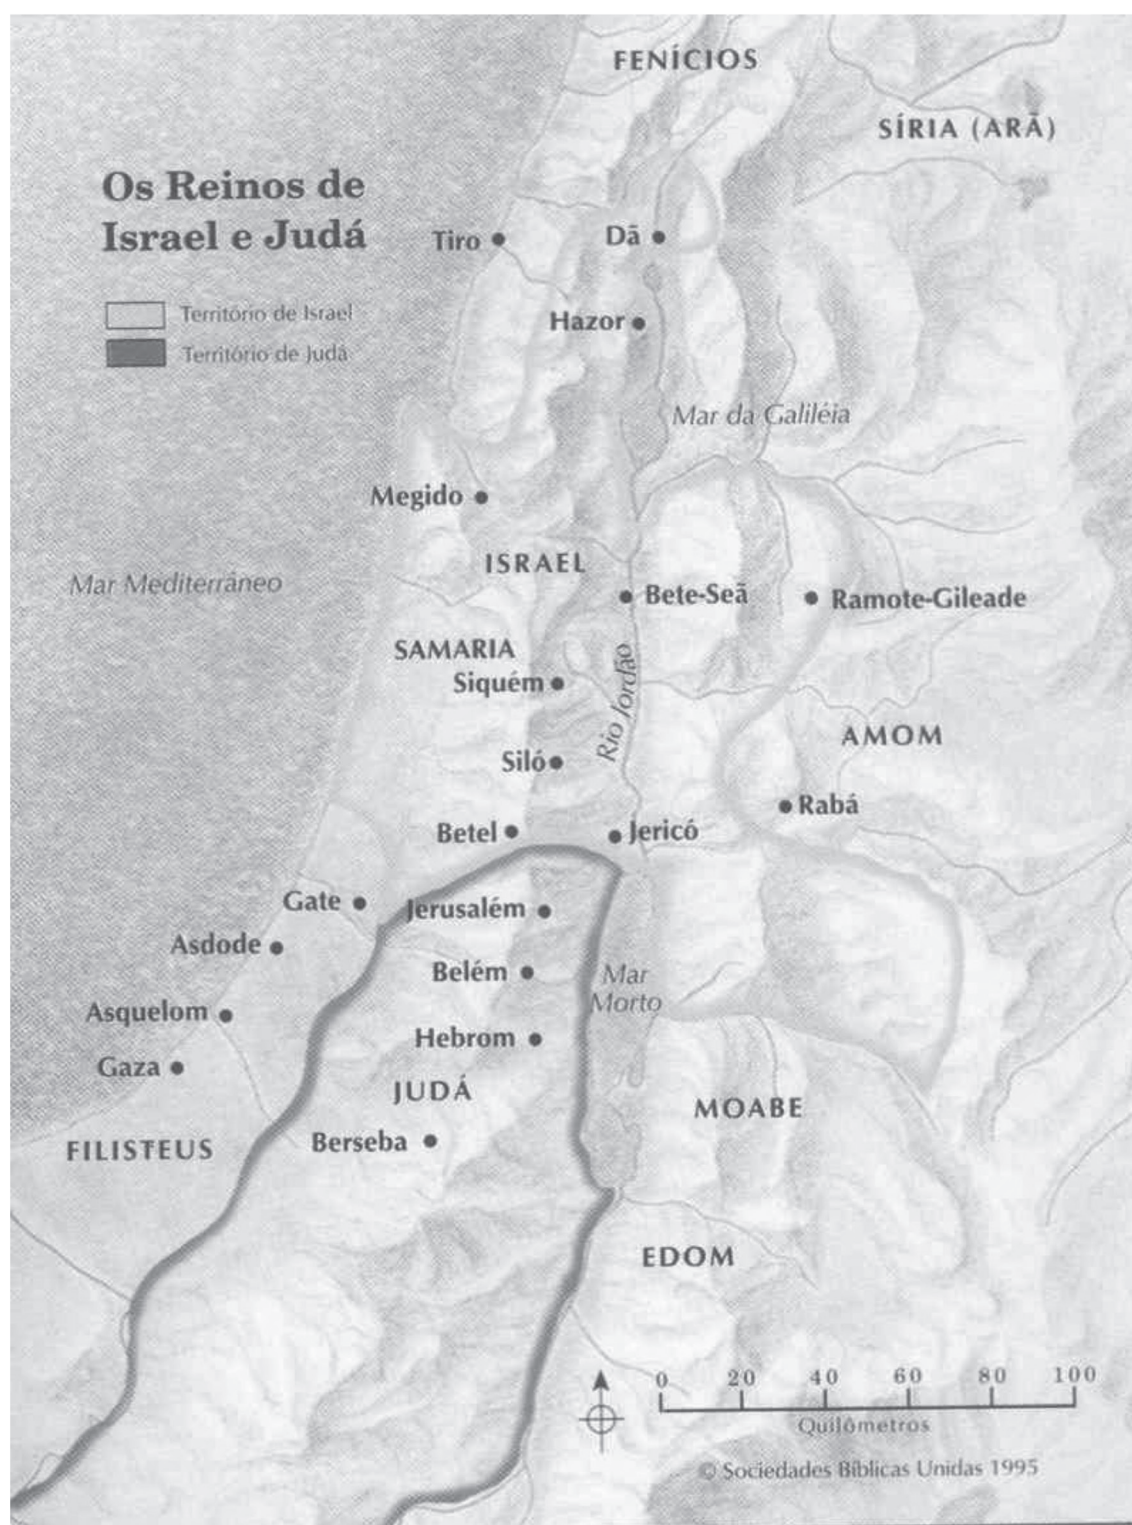 FENÍCIOS
SÍRIA (ARÃ)
Os Reinos de
Israel e Judá
Território de Israel
Território de Judá
Tiro
Dã
Hazor
Mar da Galiléia
Megido
ISRAEL
Mar Mediterrâneo
Bete-Seã
Ramote-Gileade
SAMARIA
Siquém
Rio Jordão
AMOM
Siló
Rabá
Betel
Jericó
Gate
Jerusalém
Asdode
Belém
Mar
Morto
Asquelom
Hebrom
Gaza
JUDÁ
MOABE
FILISTEUS
Berseba
EDOM
0 20 40 60 80 100
Quilômetros
© Sociedades Bíblicas Unidas 1995